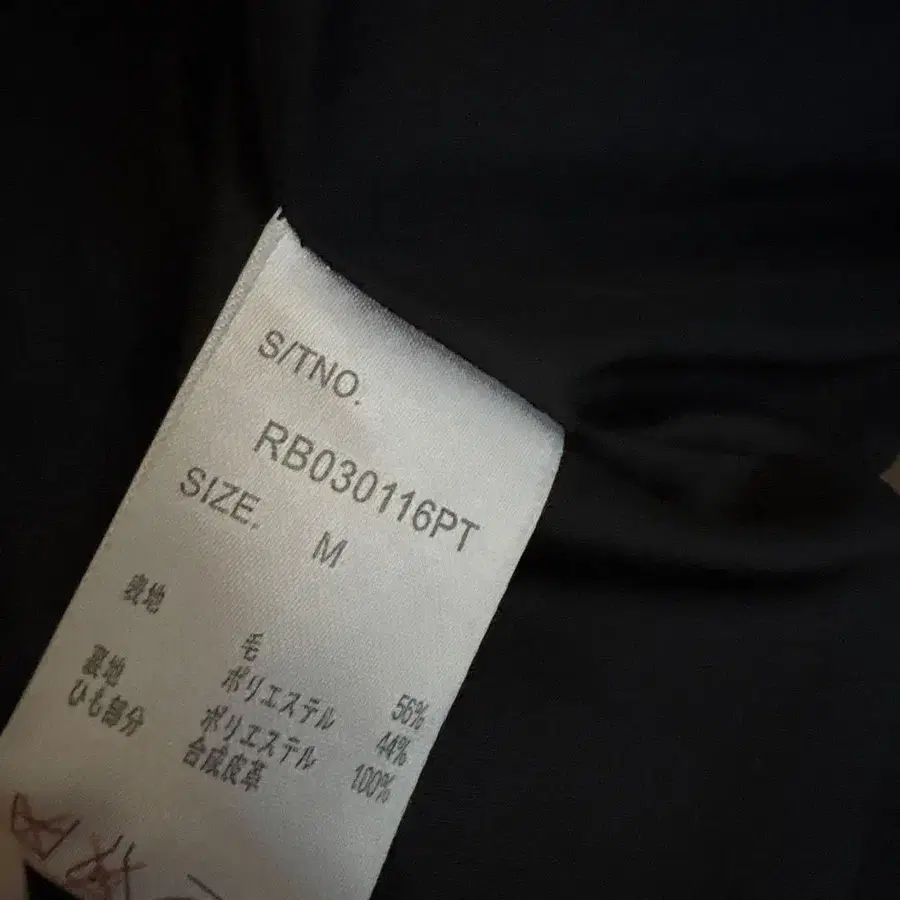 S/TNO.
RB030116PT
SIZE.
M
表地
毛 56%
ポリエステル 44%
裏地 ポリエステル 100%
ひも部分 合成皮革